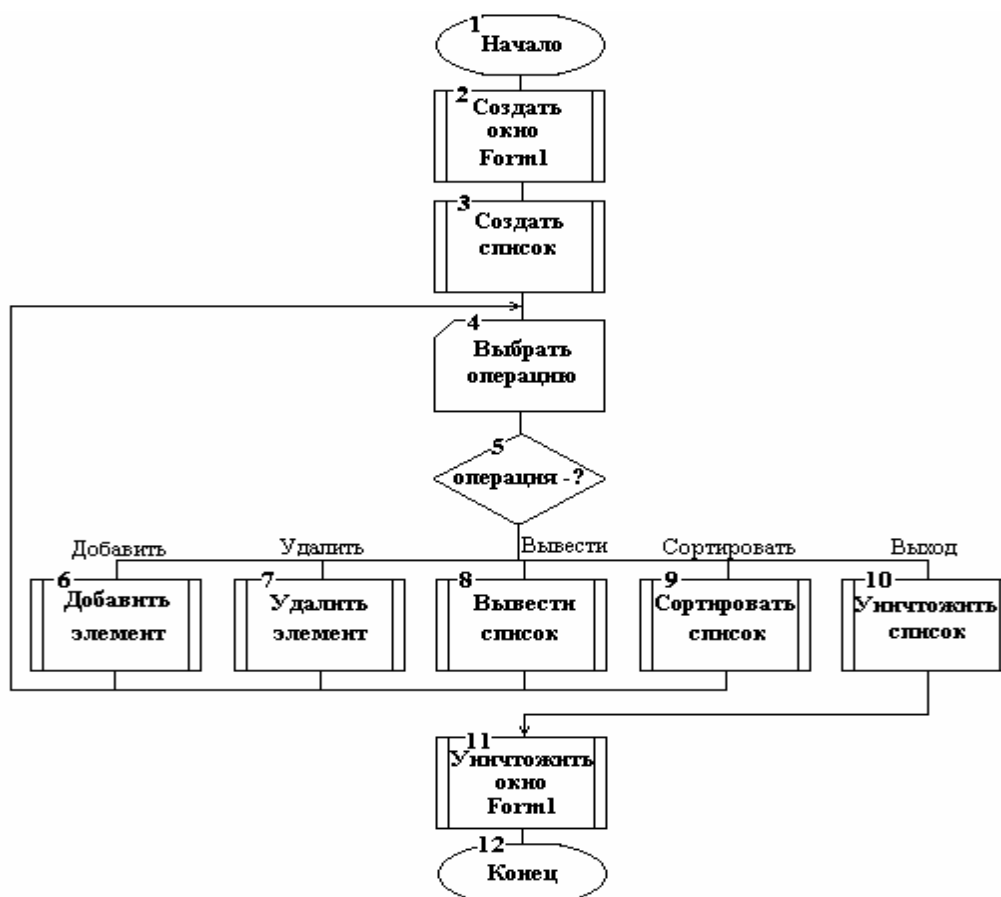 1
Начало
2
Создать
окно
Form1
3
Создать
список
4
Выбрать
операцию
5
операция -?
Добавить
Удалить
Вывести
Сортировать
Выход
6
Добавить
элемент
7
Удалить
элемент
8
Вывести
список
9
Сортировать
список
10
Уничтожить
список
11
Уничтожить
окно
Form1
12
Конец